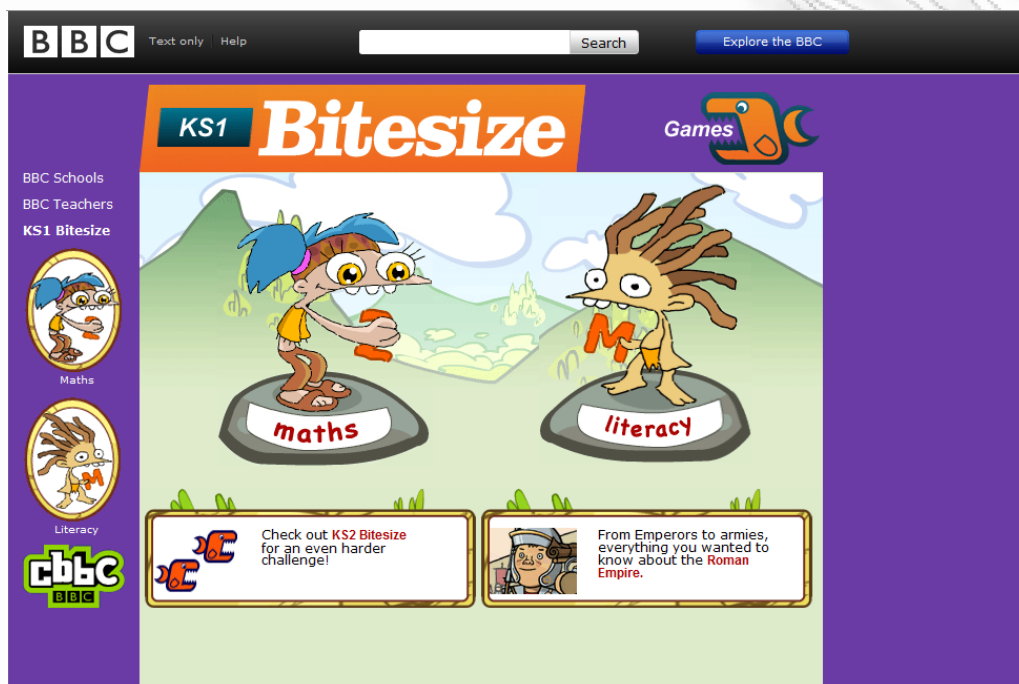 BBC Text only Help Search Explore the BBC
KS1 Bitesize Games
BBC Schools
BBC Teachers
KS1 Bitesize
Maths
Literacy
cbbc
BBC
M
maths
M
literacy
Check out KS2 Bitesize
for an even harder
challenge!
From Emperors to armies,
everything you wanted to
know about the Roman
Empire.